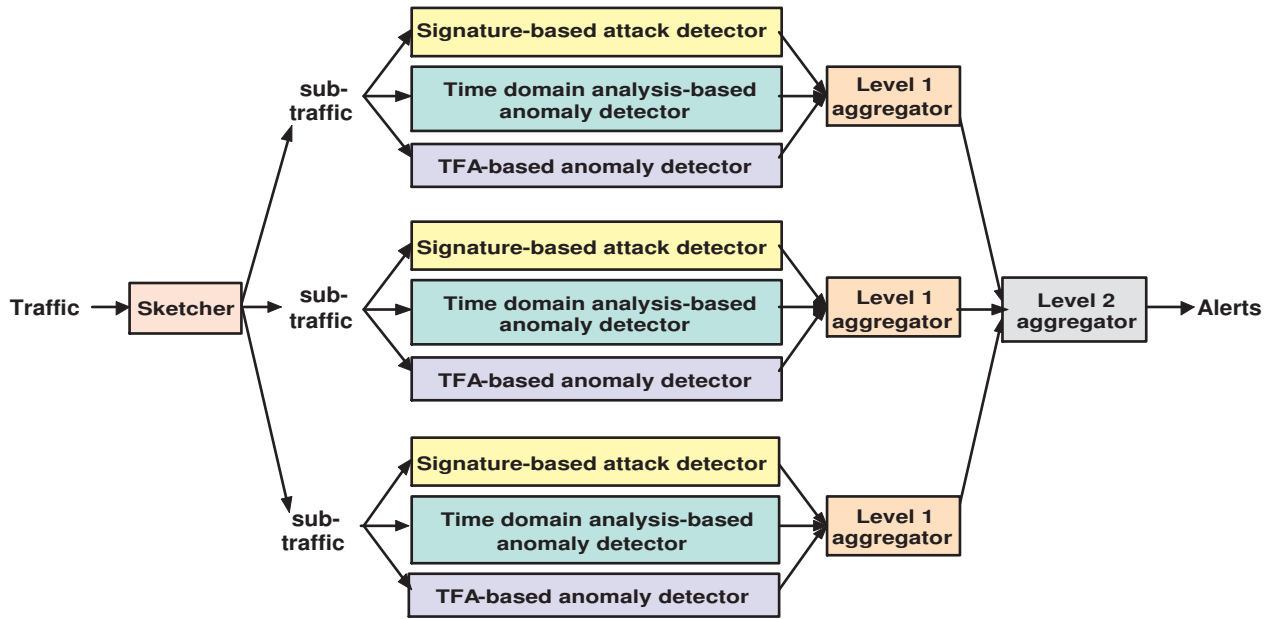 Traffic
Sketcher
sub-
traffic
Signature-based attack detector
Time domain analysis-based
anomaly detector
TFA-based anomaly detector
Level 1
aggregator
sub-
traffic
Signature-based attack detector
Time domain analysis-based
anomaly detector
TFA-based anomaly detector
Level 1
aggregator
sub-
traffic
Signature-based attack detector
Time domain analysis-based
anomaly detector
TFA-based anomaly detector
Level 1
aggregator
Level 2
aggregator
Alerts